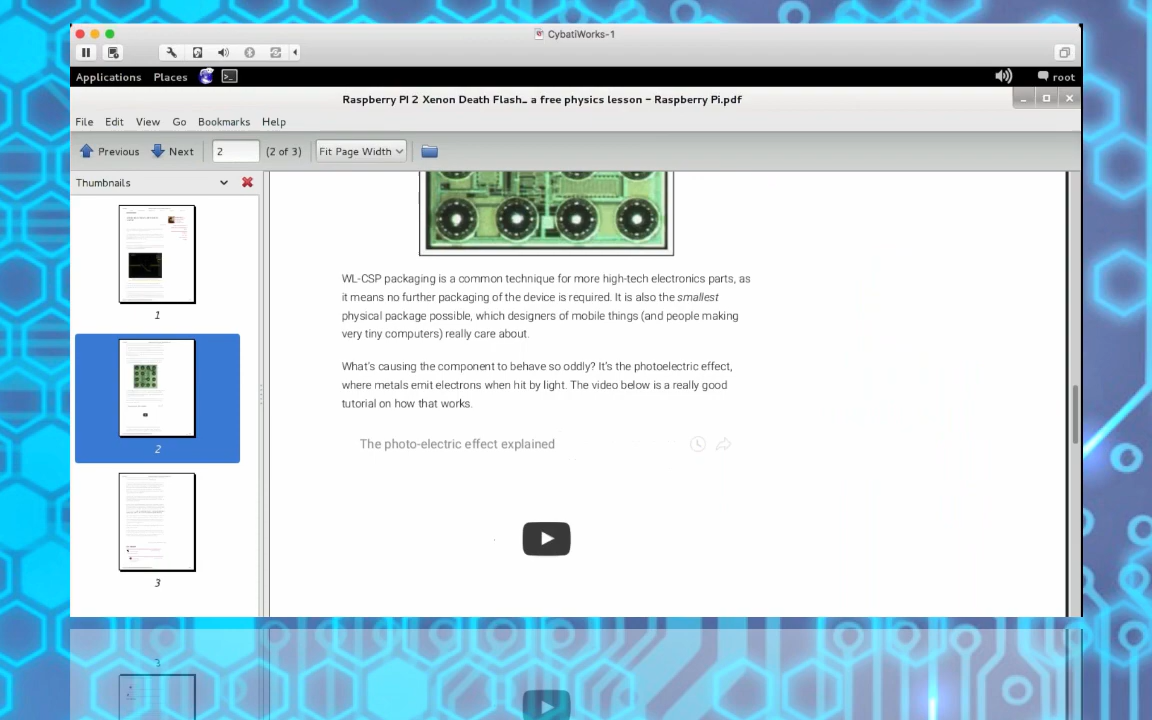 CybatiWorks-1
Applications Places root
Raspberry PI 2 Xenon Death Flash… a free physics lesson – Raspberry Pi.pdf
File Edit View Go Bookmarks Help
Previous Next 2 (2 of 3) Fit Page Width
Thumbnails
1
2
3
WL-CSP packaging is a common technique for more high-tech electronics parts, as
it means no further packaging of the device is required. It is also the smallest
physical package possible, which designers of mobile things (and people making
very tiny computers) really care about.
What's causing the component to behave so oddly? It's the photoelectric effect,
where metals emit electrons when hit by light. The video below is a really good
tutorial on how that works.
The photo-electric effect explained